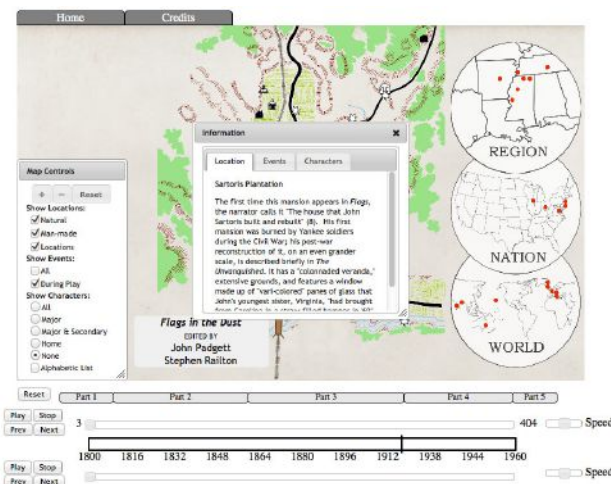 Home
Credits
Information
Location Events Characters
Sartoris Plantation
The first time this mansion appears in Flags,
the narrator calls it "The house that John
Sartoris built and rebuilt" (8). His first
mansion was burned by Yankee soldiers
during the Civil War; his post-war
reconstruction of it, on an even grander
scale, is described briefly in The
Unvanquished. It has a "colonnaded veranda,"
extensive grounds, and features a window
made up of "vari-colored" panes of glass that
John's youngest sister, Virginia, "had brought
from Carolina in a straw-filled hamper in '69"
Map Controls
+ - Reset
Show Locations:
Natural
Man-made
Locations
Show Events:
All
During Play
Show Characters:
All
Major
Major & Secondary
Home
None
Alphabetic List
Flags in the Dust
EDITED BY
John Padgett
Stephen Railton
REGION
NATION
WORLD
Reset
Part 1 Part 2 Part 3 Part 4 Part 5
Play Stop
Prev Next
3 404 Speed
1800 1816 1832 1848 1864 1880 1896 1912 1938 1944 1960
Play Stop
Prev Next
Speed